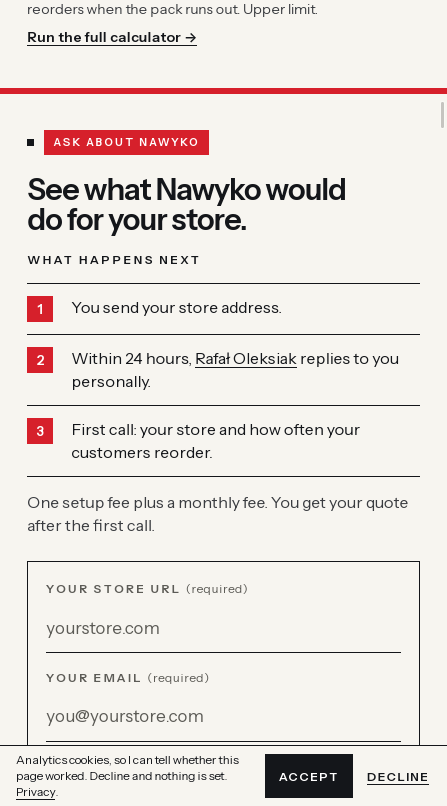 reorders when the pack runs out. Upper limit.
Run the full calculator →
ASK ABOUT NAWYKO
See what Nawyko would
do for your store.
WHAT HAPPENS NEXT
1 You send your store address.
2 Within 24 hours, Rafał Oleksiak replies to you
personally.
3 First call: your store and how often your
customers reorder.
One setup fee plus a monthly fee. You get your quote
after the first call.
YOUR STORE URL (required)
yourstore.com
YOUR EMAIL (required)
you@yourstore.com
Analytics cookies, so I can tell whether this
page worked. Decline and nothing is set.
Privacy.
ACCEPT
DECLINE